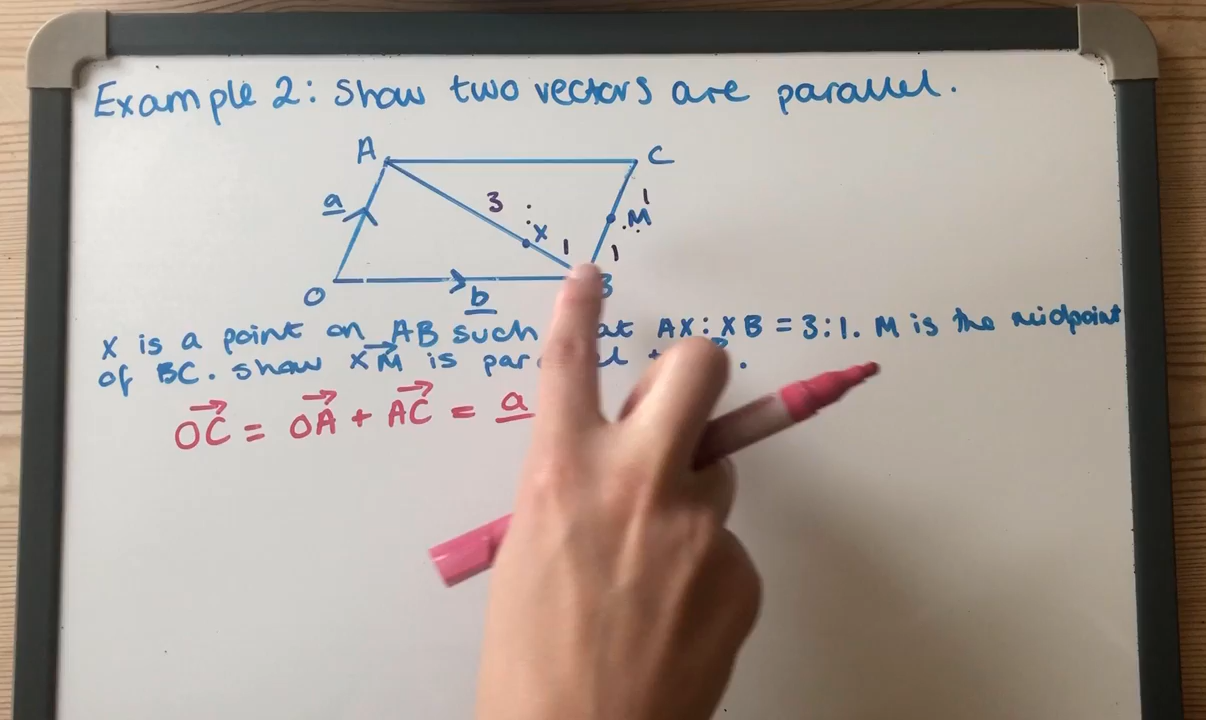 Example 2: Show two vectors are parallel.
A
C
a
3
:
1
X
. M
1
1
O
b
X is a point on AB such AX:XB = 3:1. M is the midpoint
of BC. Show XM is
OC = OA + AC = a